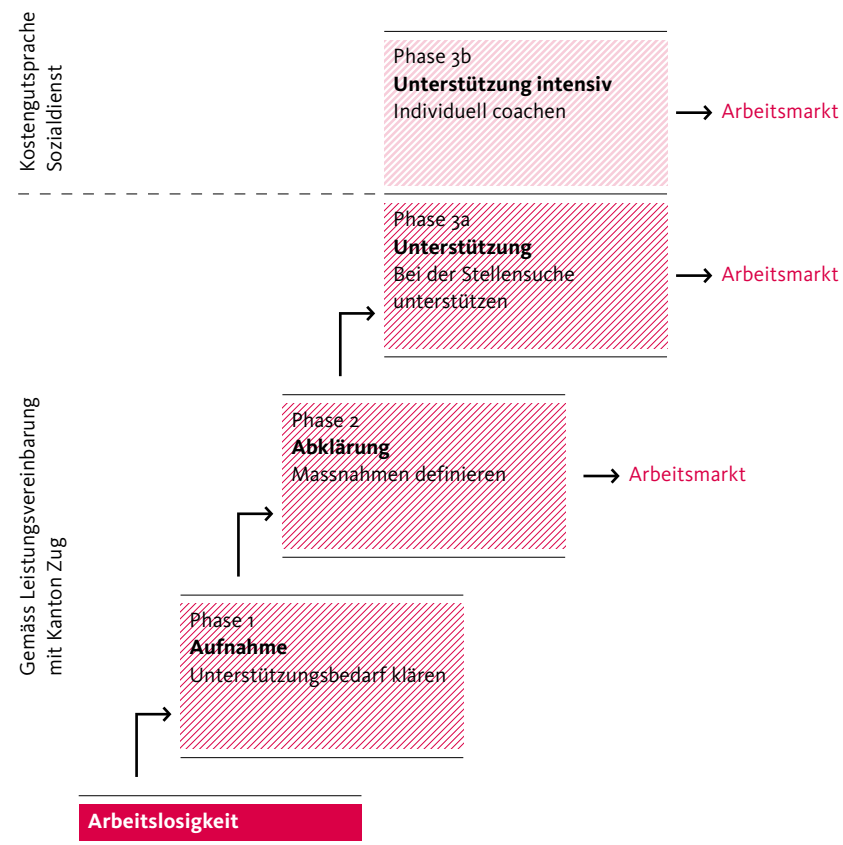 Kostengutsprache
Sozialdienst
Phase 3b
Unterstützung intensiv
Individuell coachen
Arbeitsmarkt
Phase 3a
Unterstützung
Bei der Stellensuche
unterstützen
Arbeitsmarkt
Gemäss Leistungsvereinbarung
mit Kanton Zug
Phase 2
Abklärung
Massnahmen definieren
Arbeitsmarkt
Phase 1
Aufnahme
Unterstützungsbedarf klären
Arbeitslosigkeit